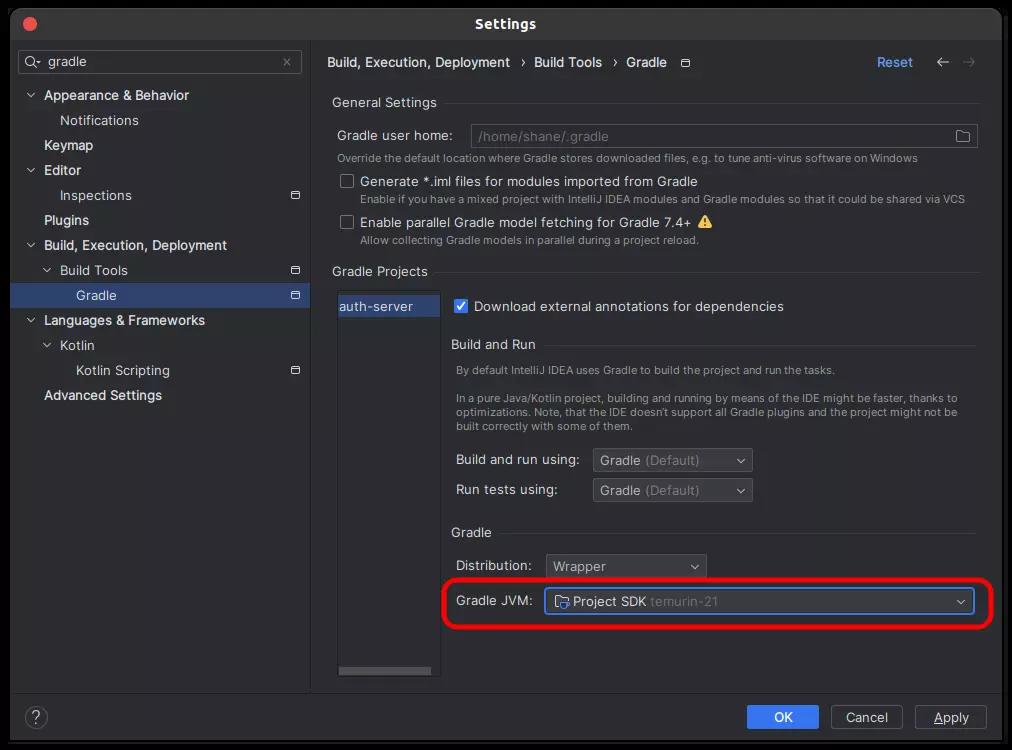 Settings
gradle
Appearance & Behavior
Notifications
Keymap
Editor
Inspections
Plugins
Build, Execution, Deployment
Build Tools
Gradle
Languages & Frameworks
Kotlin
Kotlin Scripting
Advanced Settings
Build, Execution, Deployment › Build Tools › Gradle
Reset
General Settings
Gradle user home: /home/shane/.gradle
Override the default location where Gradle stores downloaded files, e.g. to tune anti-virus software on Windows
Generate *.iml files for modules imported from Gradle
Enable if you have a mixed project with IntelliJ IDEA modules and Gradle modules so that it could be shared via VCS
Enable parallel Gradle model fetching for Gradle 7.4+
Allow collecting Gradle models in parallel during a project reload.
Gradle Projects
auth-server
Download external annotations for dependencies
Build and Run
By default IntelliJ IDEA uses Gradle to build the project and run the tasks.
In a pure Java/Kotlin project, building and running by means of the IDE might be faster, thanks to
optimizations. Note, that the IDE doesn't support all Gradle plugins and the project might not be
built correctly with some of them.
Build and run using: Gradle (Default)
Run tests using: Gradle (Default)
Gradle
Distribution: Wrapper
Gradle JVM: Project SDK temurin-21
?
OK
Cancel
Apply